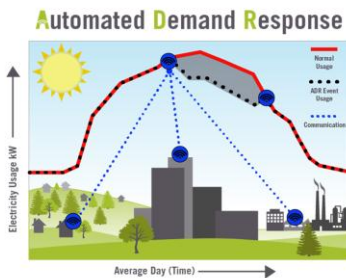 Automated Demand Response
Normal
Usage
ADR Event
Usage
Communication
Electricity Usage kW
Average Day (Time)